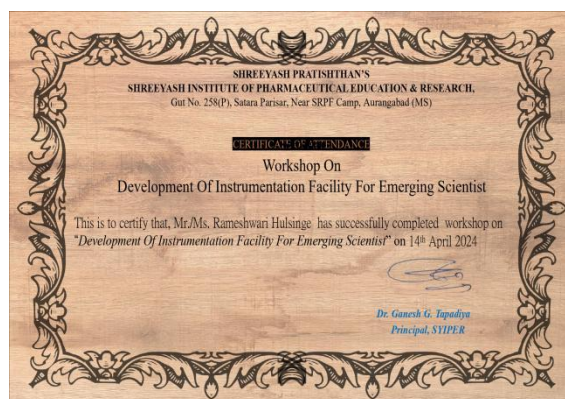 SHREEYASH PRATISHTHAN'S
SHREEYASH INSTITUTE OF PHARMACEUTICAL EDUCATION & RESEARCH,
Gut No. 258(P), Satara Parisar, Near SRPF Camp, Aurangabad (MS)
CERTIFICATE OF ATTENDANCE
Workshop On
Development Of Instrumentation Facility For Emerging Scientist
This is to certify that, Mr./Ms. Rameshwari Hulsinge has successfully completed workshop on
"Development Of Instrumentation Facility For Emerging Scientist" on 14th April 2024
Dr. Ganesh G. Tapadiya
Principal, SYIPER